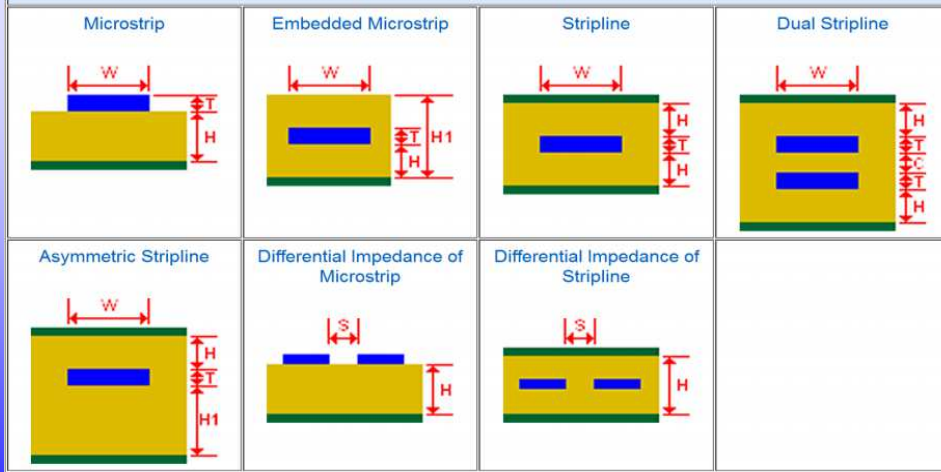 Microstrip
W
T
H
Embedded Microstrip
W
T
H
H1
Stripline
W
H
T
H
Dual Stripline
W
H
T
C
T
H
Asymmetric Stripline
W
H
T
H1
Differential Impedance of
Microstrip
S
H
Differential Impedance of
Stripline
S
H